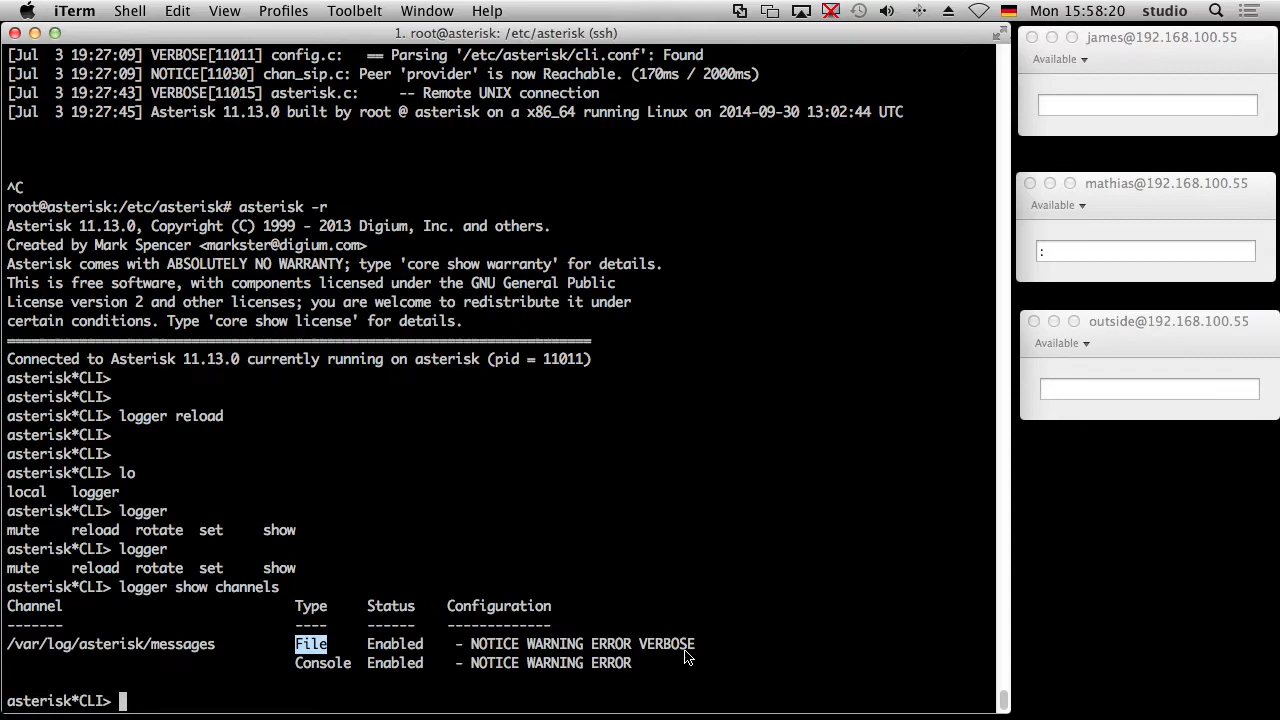 iTerm Shell Edit View Profiles Toolbelt Window Help Mon 15:58:20 studio
1. root@asterisk: /etc/asterisk (ssh)
[Jul  3 19:27:09] VERBOSE[11011] config.c:   == Parsing '/etc/asterisk/cli.conf': Found
[Jul  3 19:27:09] NOTICE[11030] chan_sip.c: Peer 'provider' is now Reachable. (170ms / 2000ms)
[Jul  3 19:27:43] VERBOSE[11015] asterisk.c:     -- Remote UNIX connection
[Jul  3 19:27:45] Asterisk 11.13.0 built by root @ asterisk on a x86_64 running Linux on 2014-09-30 13:02:44 UTC
^C
root@asterisk:/etc/asterisk# asterisk -r
Asterisk 11.13.0, Copyright (C) 1999 - 2013 Digium, Inc. and others.
Created by Mark Spencer <markster@digium.com>
Asterisk comes with ABSOLUTELY NO WARRANTY; type 'core show warranty' for details.
This is free software, with components licensed under the GNU General Public
License version 2 and other licenses; you are welcome to redistribute it under
certain conditions. Type 'core show license' for details.
=========================================================================
Connected to Asterisk 11.13.0 currently running on asterisk (pid = 11011)
asterisk*CLI>
asterisk*CLI>
asterisk*CLI> logger reload
asterisk*CLI>
asterisk*CLI>
asterisk*CLI> lo
local   logger
asterisk*CLI> logger
mute    reload  rotate  set     show
asterisk*CLI> logger
mute    reload  rotate  set     show
asterisk*CLI> logger show channels
Channel                             Type     Status    Configuration
-------                             ----     ------    -------------
/var/log/asterisk/messages          File     Enabled    - NOTICE WARNING ERROR VERBOSE
                                    Console  Enabled    - NOTICE WARNING ERROR
asterisk*CLI>
james@192.168.100.55
Available
mathias@192.168.100.55
Available
:
outside@192.168.100.55
Available